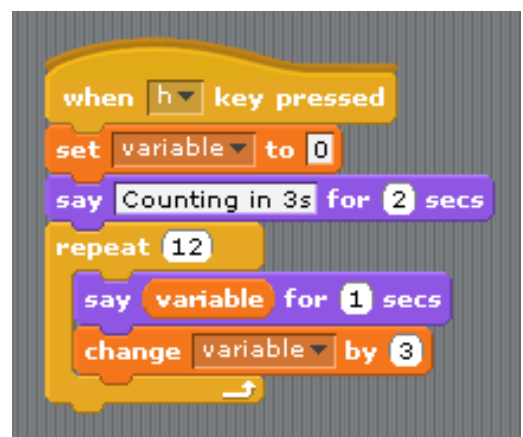 when h key pressed
set variable to 0
say Counting in 3s for 2 secs
repeat 12
say variable for 1 secs
change variable by 3